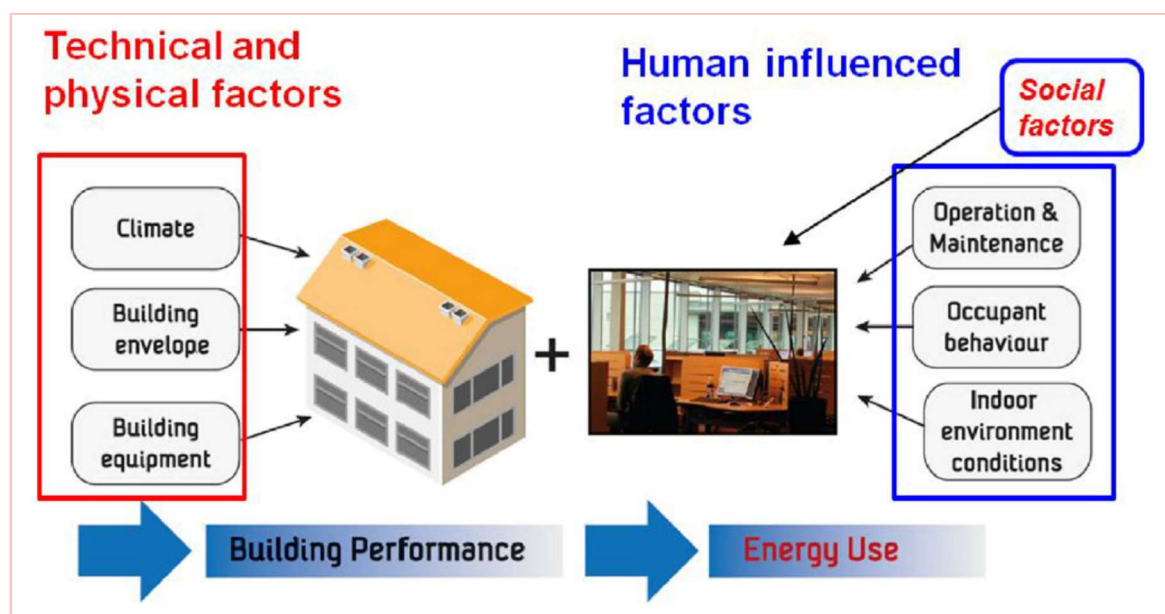 Technical and
physical factors
Human influenced
factors
Social
factors
Climate
Building
envelope
Building
equipment
+
Operation &
Maintenance
Occupant
behaviour
Indoor
environment
conditions
Building Performance
Energy Use